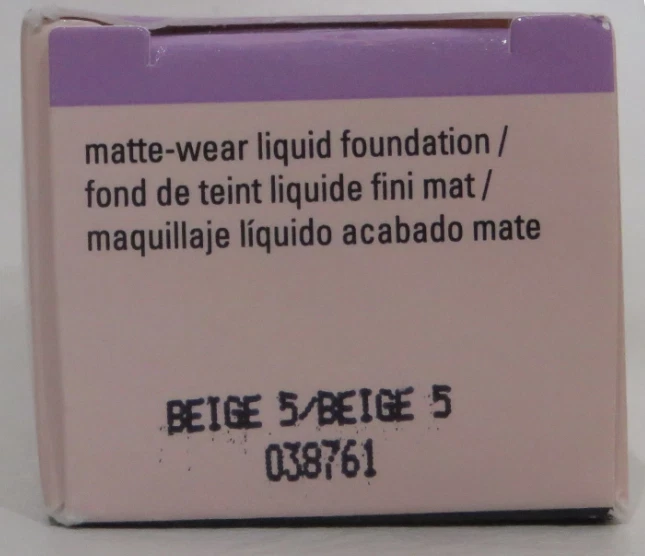 matte-wear liquid foundation /
fond de teint liquide fini mat /
maquillaje líquido acabado mate
BEIGE 5/BEIGE 5
038761